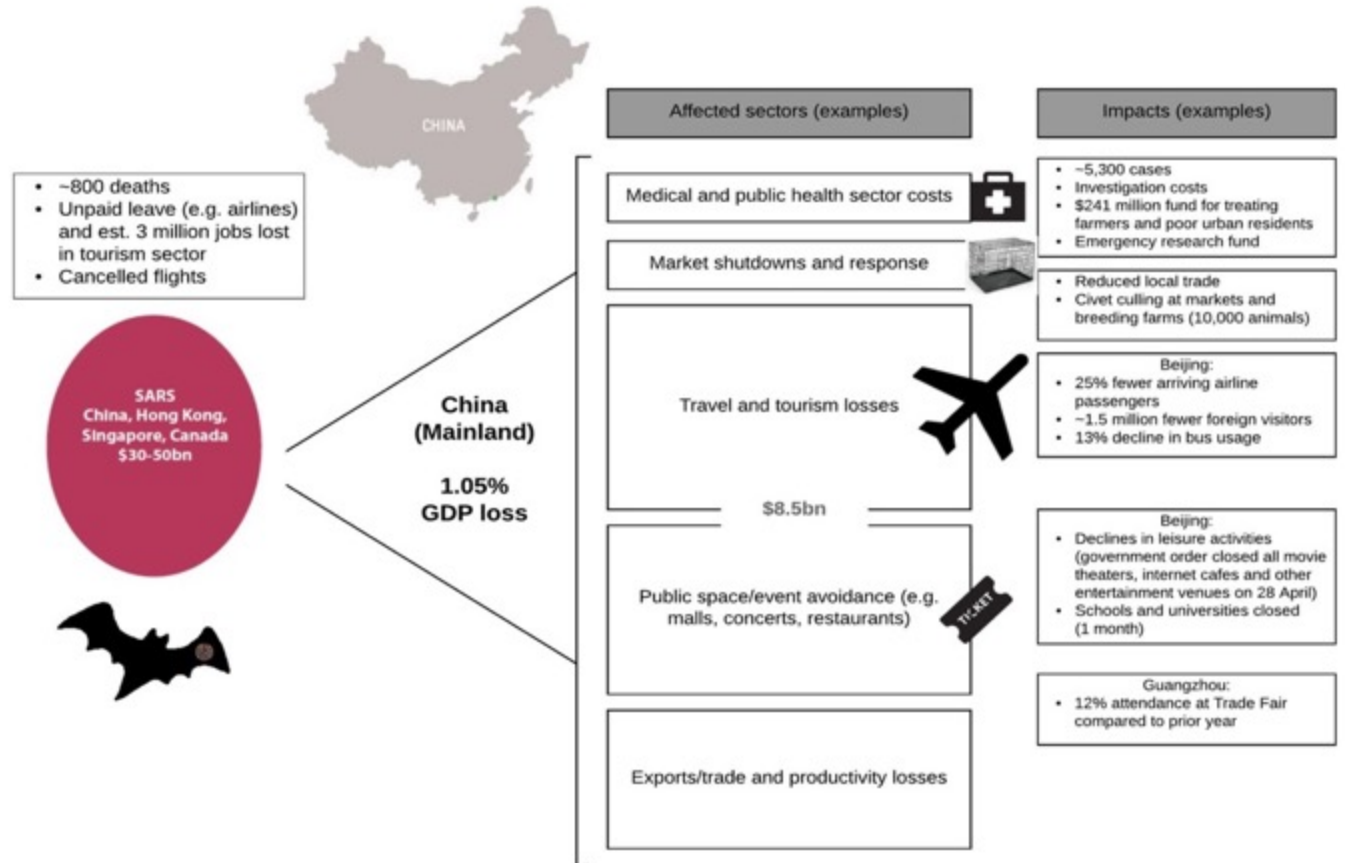 CHINA
• ~800 deaths
• Unpaid leave (e.g. airlines)
and est. 3 million jobs lost
in tourism sector
• Cancelled flights
SARS
China, Hong Kong,
Singapore, Canada
$30-50bn
China
(Mainland)
1.05%
GDP loss
Affected sectors (examples)
Medical and public health sector costs
Market shutdowns and response
Travel and tourism losses
$8.5bn
Public space/event avoidance (e.g.
malls, concerts, restaurants)
TICKET
Exports/trade and productivity losses
Impacts (examples)
• ~5,300 cases
• Investigation costs
• $241 million fund for treating
farmers and poor urban residents
• Emergency research fund
• Reduced local trade
• Civet culling at markets and
breeding farms (10,000 animals)
Beijing:
• 25% fewer arriving airline
passengers
• ~1.5 million fewer foreign visitors
• 13% decline in bus usage
Beijing:
• Declines in leisure activities
(government order closed all movie
theaters, internet cafes and other
entertainment venues on 28 April)
• Schools and universities closed
(1 month)
Guangzhou:
• 12% attendance at Trade Fair
compared to prior year